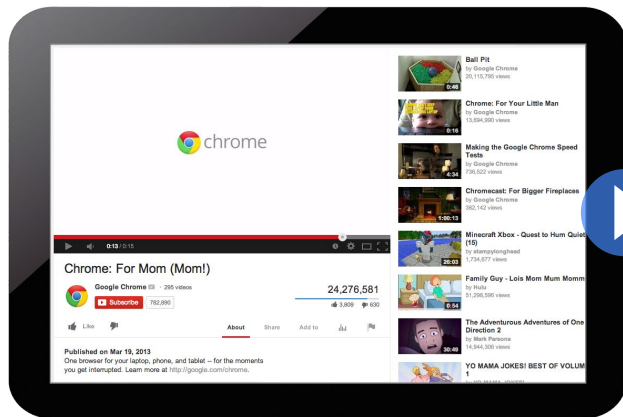 chrome
0:13 / 0:15
Chrome: For Mom (Mom!)
Google Chrome · 295 videos
Subscribe 782,890
24,276,581
3,809 630
Like
About Share Add to
Published on Mar 19, 2013
One browser for your laptop, phone, and tablet – for the moments
you get interrupted. Learn more at http://google.com/chrome.
Ball Pit
by Google Chrome
20,115,795 views
0:46
Chrome: For Your Little Man
by Google Chrome
13,694,990 views
0:16
Making the Google Chrome Speed
Tests
by Google Chrome
736,522 views
4:34
Chromecast: For Bigger Fireplaces
by Google Chrome
382,142 views
1:00:13
Minecraft Xbox - Quest to Hum Quiet
(15)
by stampylonghead
1,734,677 views
26:03
Family Guy - Lois Mom Mum Momm
by Hulu
51,296,595 views
0:54
The Adventurous Adventures of One
Direction 2
by Mark Parsons
14,944,306 views
30:49
YO MAMA JOKES! BEST OF VOLUM
1